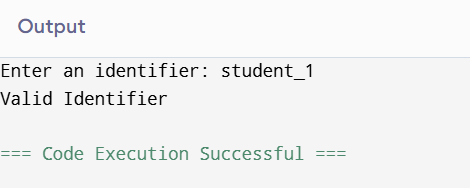 Output
Enter an identifier: student_1
Valid Identifier
=== Code Execution Successful ===